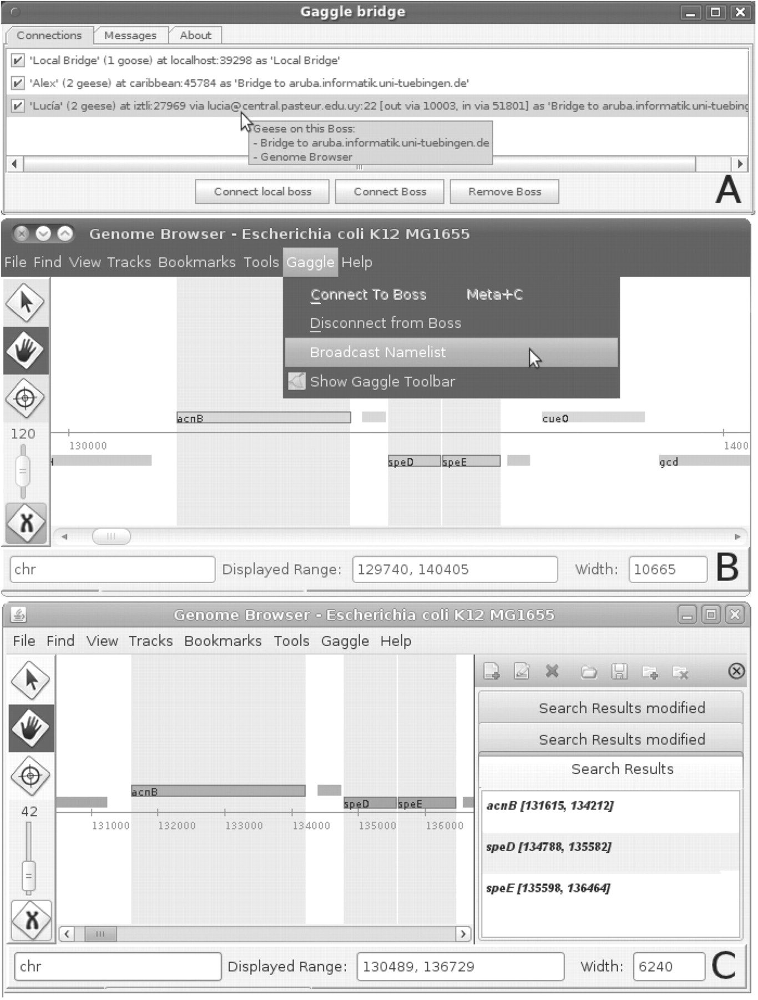 Gaggle bridge
Connections Messages About
'Local Bridge' (1 goose) at localhost:39298 as 'Local Bridge'
'Alex' (2 geese) at caribbean:45784 as 'Bridge to aruba.informatik.uni-tuebingen.de'
'Lucía' (2 geese) at iztli:27969 via lucia@central.pasteur.edu.uy:22 [out via 10003, in via 51801] as 'Bridge to aruba.informatik.uni-tuebing
Geese on this Boss:
- Bridge to aruba.informatik.uni-tuebingen.de
- Genome Browser
Connect local boss Connect Boss Remove Boss
A
Genome Browser - Escherichia coli K12 MG1655
File Find View Tracks Bookmarks Tools Gaggle Help
Connect To Boss Meta+C
Disconnect from Boss
Broadcast Namelist
Show Gaggle Toolbar
acnB cueO
120
130000 1400
speD speE gcd
chr Displayed Range: 129740, 140405 Width: 10665
B
Genome Browser - Escherichia coli K12 MG1655
File Find View Tracks Bookmarks Tools Gaggle Help
Search Results modified
Search Results modified
Search Results
acnB
speD speE
42
131000 132000 133000 134000 135000 136000
acnB [131615, 134212]
speD [134788, 135582]
speE [135598, 136464]
chr Displayed Range: 130489, 136729 Width: 6240
C